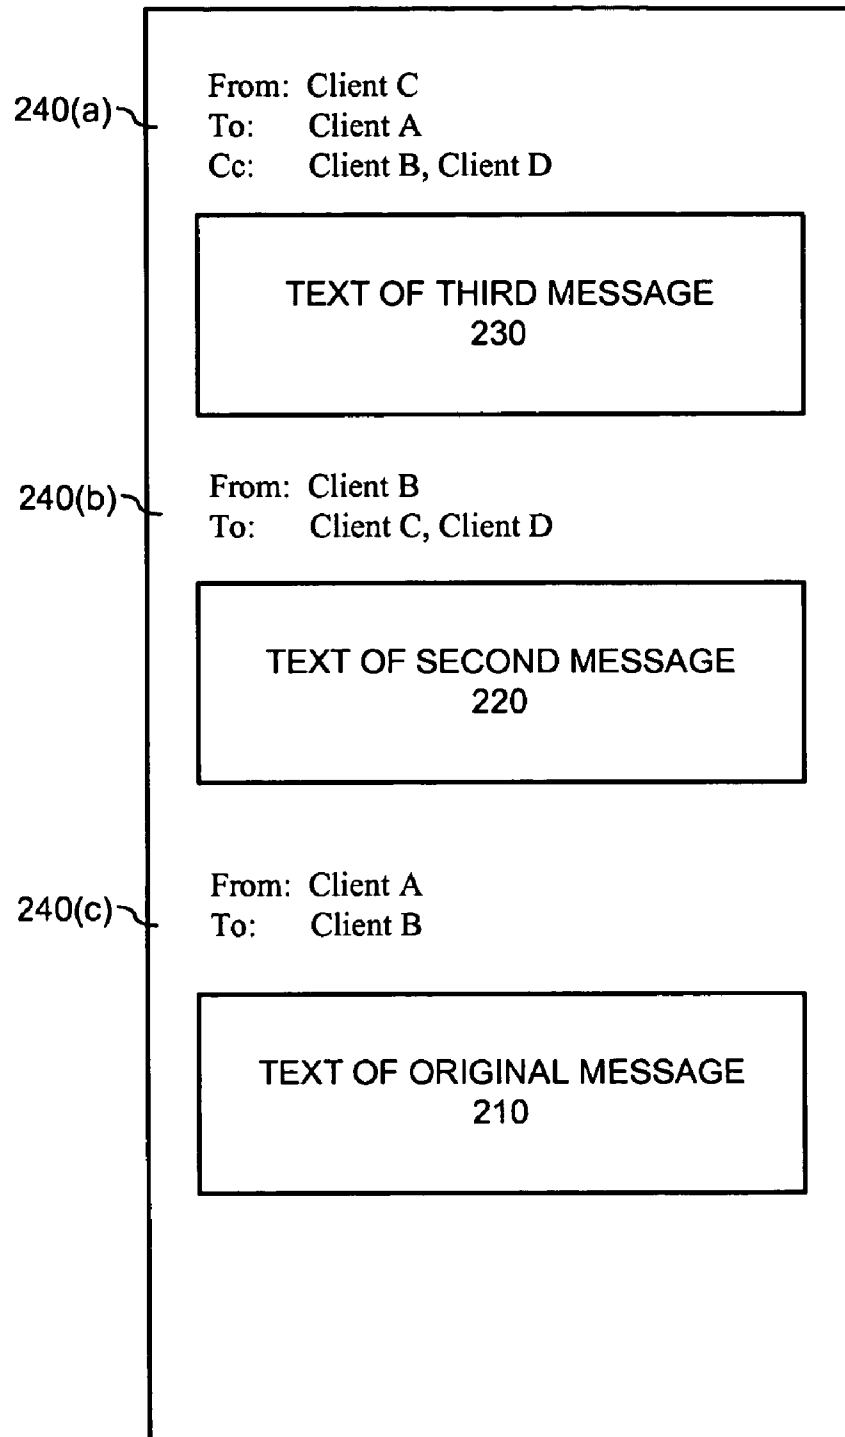 From: Client C
240(a)
To: Client A
Cc: Client B, Client D
TEXT OF THIRD MESSAGE
230
From: Client B
240(b)
To: Client C, Client D
TEXT OF SECOND MESSAGE
220
From: Client A
240(c)
To: Client B
TEXT OF ORIGINAL MESSAGE
210